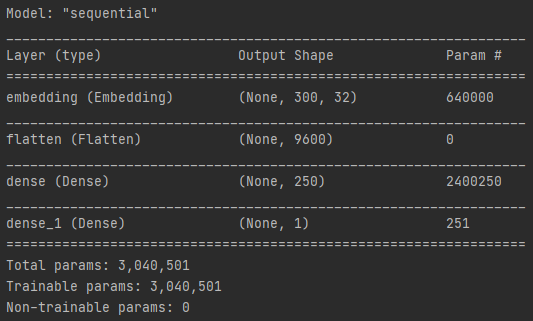 Model: "sequential"
_________________________________________________________________
Layer (type)                 Output Shape              Param #
=================================================================
embedding (Embedding)        (None, 300, 32)           640000
_________________________________________________________________
flatten (Flatten)            (None, 9600)              0
_________________________________________________________________
dense (Dense)                (None, 250)               2400250
_________________________________________________________________
dense_1 (Dense)              (None, 1)                 251
=================================================================
Total params: 3,040,501
Trainable params: 3,040,501
Non-trainable params: 0